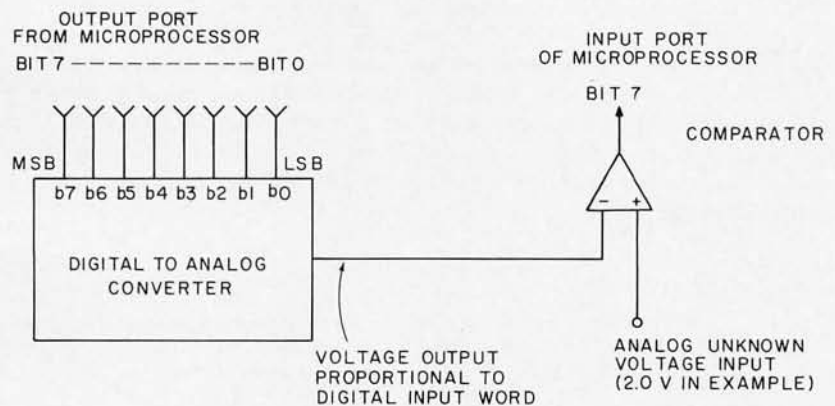 OUTPUT PORT
FROM MICROPROCESSOR
BIT 7 ----------- BIT 0
MSB
LSB
b7 b6 b5 b4 b3 b2 b1 b0
DIGITAL TO ANALOG
CONVERTER
VOLTAGE OUTPUT
PROPORTIONAL TO
DIGITAL INPUT WORD
INPUT PORT
OF MICROPROCESSOR
BIT 7
COMPARATOR
- +
ANALOG UNKNOWN
VOLTAGE INPUT
(2.0 V IN EXAMPLE)